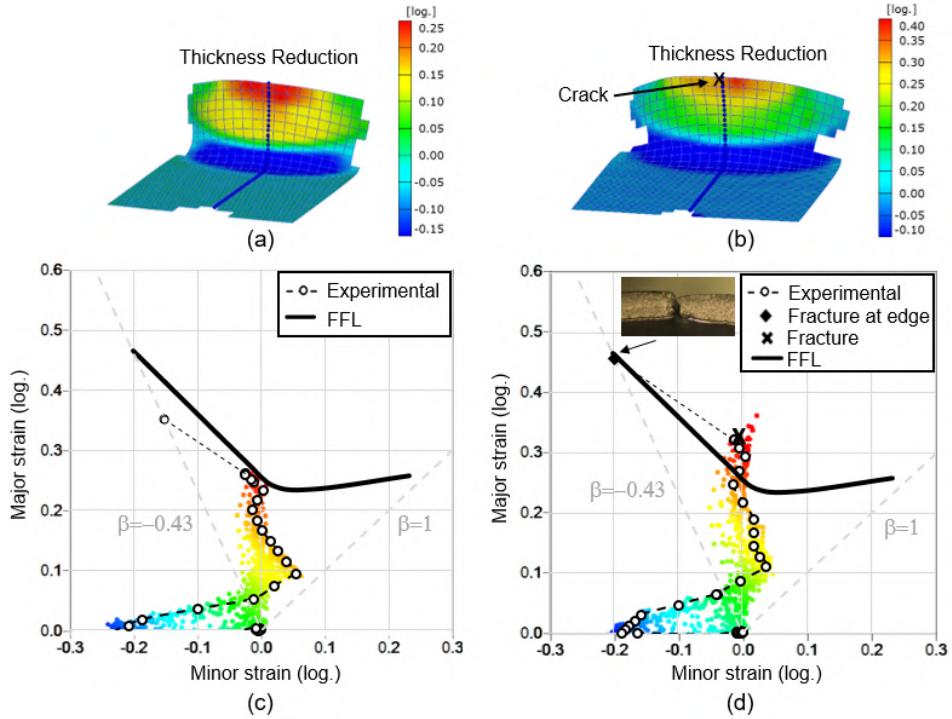 [log.]
0.25
0.20
0.15
0.10
0.05
0.00
-0.05
-0.10
-0.15
Thickness Reduction
(a)
[log.]
0.40
0.35
0.30
0.25
0.20
0.15
0.10
0.05
0.00
-0.05
-0.10
Thickness Reduction
Crack
X
(b)
0.6
0.5
0.4
0.3
0.2
0.1
0.0
Major strain (log.)
Experimental
FFL
β=−0.43
β=1
-0.3 -0.2 -0.1 0.0 0.1 0.2 0.3
Minor strain (log.)
(c)
0.6
0.5
0.4
0.3
0.2
0.1
0.0
Major strain (log.)
Experimental
Fracture at edge
Fracture
FFL
β=−0.43
β=1
-0.3 -0.2 -0.1 0.0 0.1 0.2 0.3
Minor strain (log.)
(d)